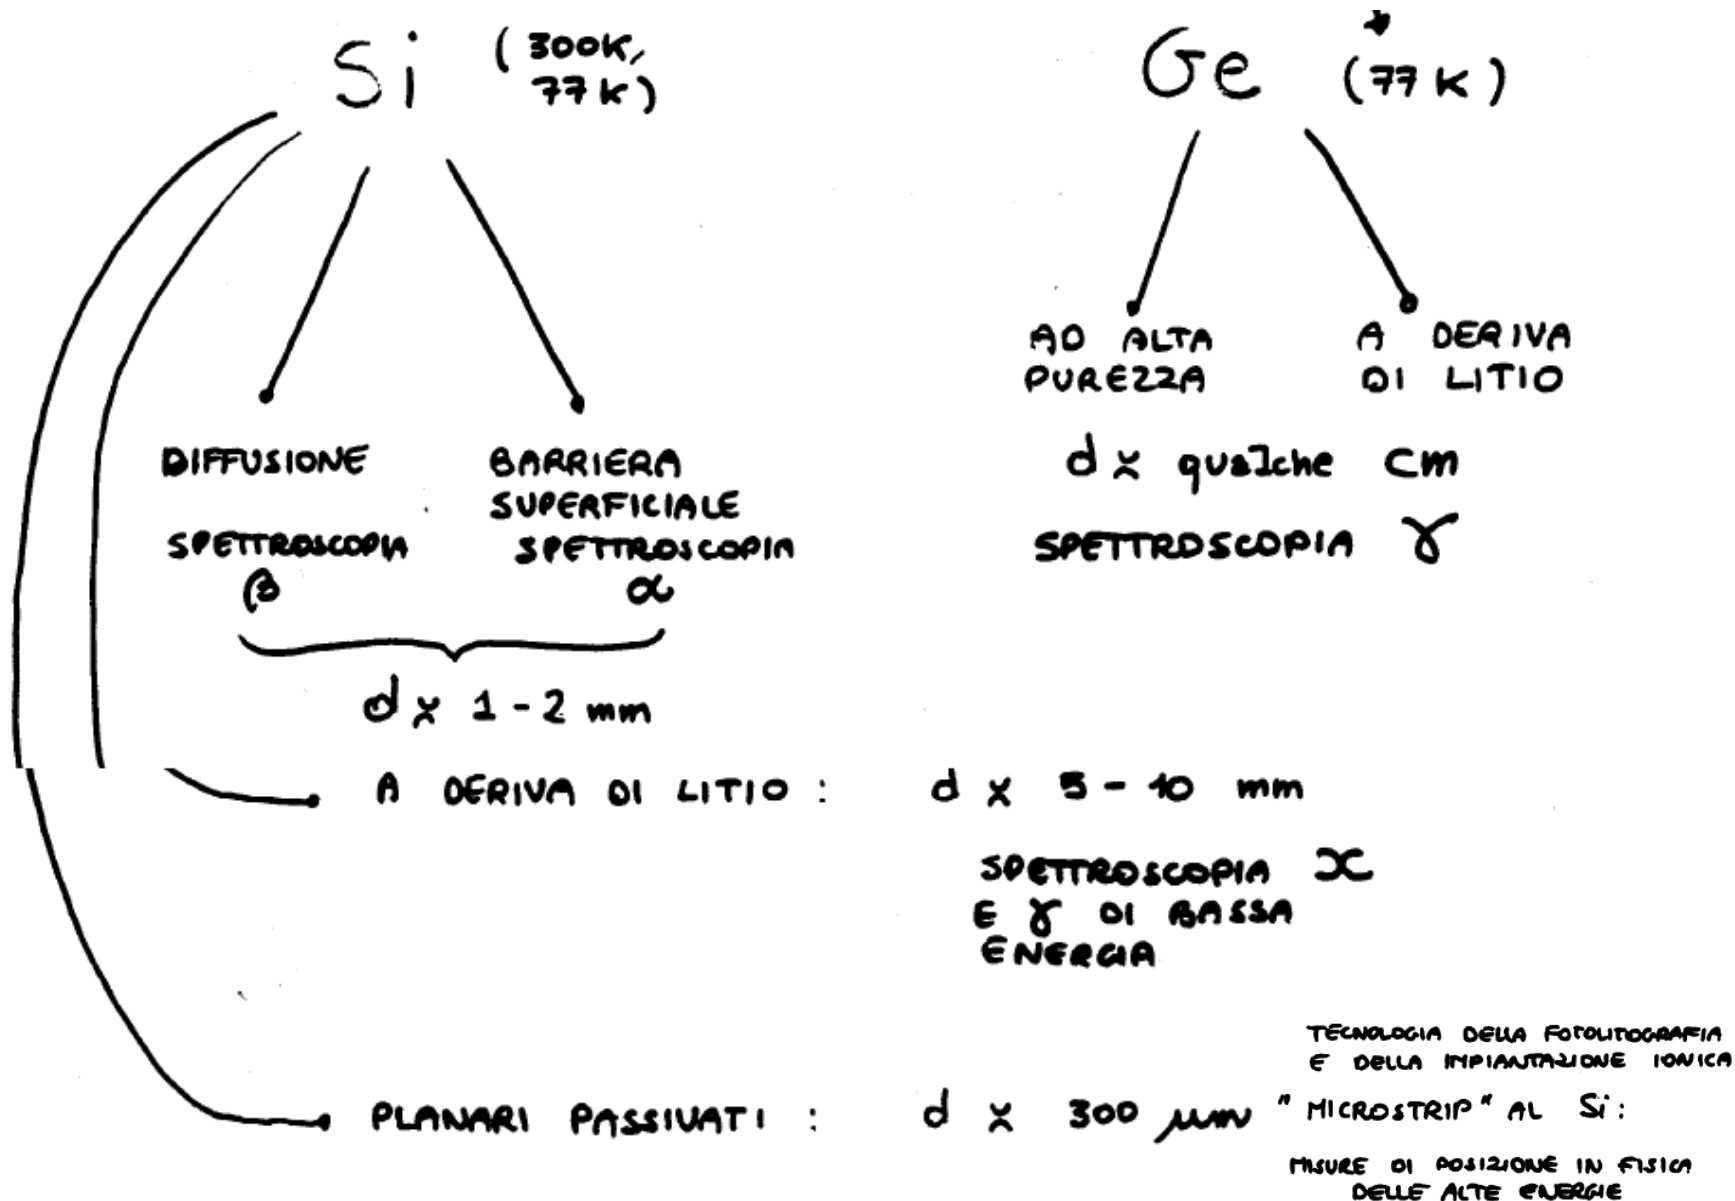 Si (300K,
77K)
Ge (77K)
DIFFUSIONE
SPETTROSCOPIA
β
BARRIERA
SUPERFICIALE
SPETTROSCOPIA
α
d ≍ 1-2 mm
AD ALTA
PUREZZA
A DERIVA
DI LITIO
d ≍ qualche cm
SPETTROSCOPIA γ
A DERIVA DI LITIO : d ≍ 5-10 mm
SPETTROSCOPIA X
E γ DI BASSA
ENERGIA
PLANARI PASSIVATI : d ≍ 300 μm
TECNOLOGIA DELLA FOTOLITOGRAFIA
E DELLA IMPIANTAZIONE IONICA
"MICROSTRIP" AL Si:
MISURE DI POSIZIONE IN FISICA
DELLE ALTE ENERGIE